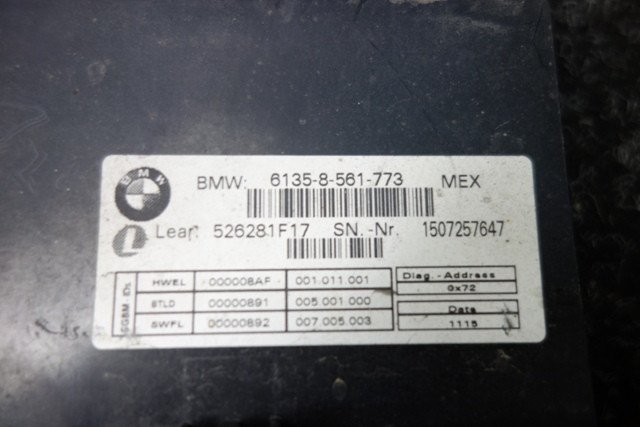 BMW
BMW: 6135-8-561-773 MEX
L Lear 526281F17 SN.-Nr. 1507257647
SGBM-IDs
HWEL 000008AF 001.011.001
BTLD 00000891 005.001.000
SWFL 00000892 007.005.003
Diag.-Address
0x72
Date
1115